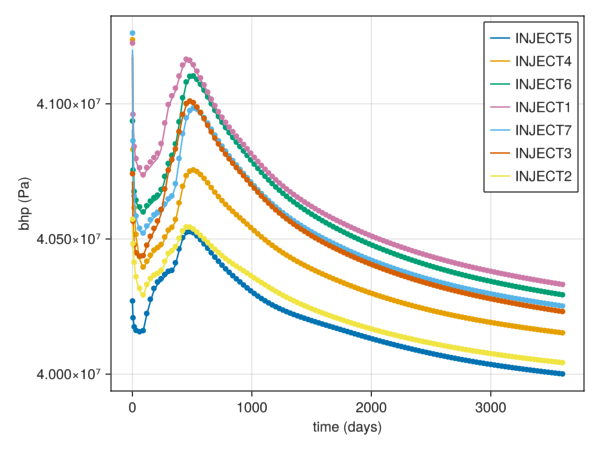 4.100×10⁷
4.050×10⁷
4.000×10⁷
bhp (Pa)
0
1000
2000
3000
time (days)
INJECT5
INJECT4
INJECT6
INJECT1
INJECT7
INJECT3
INJECT2